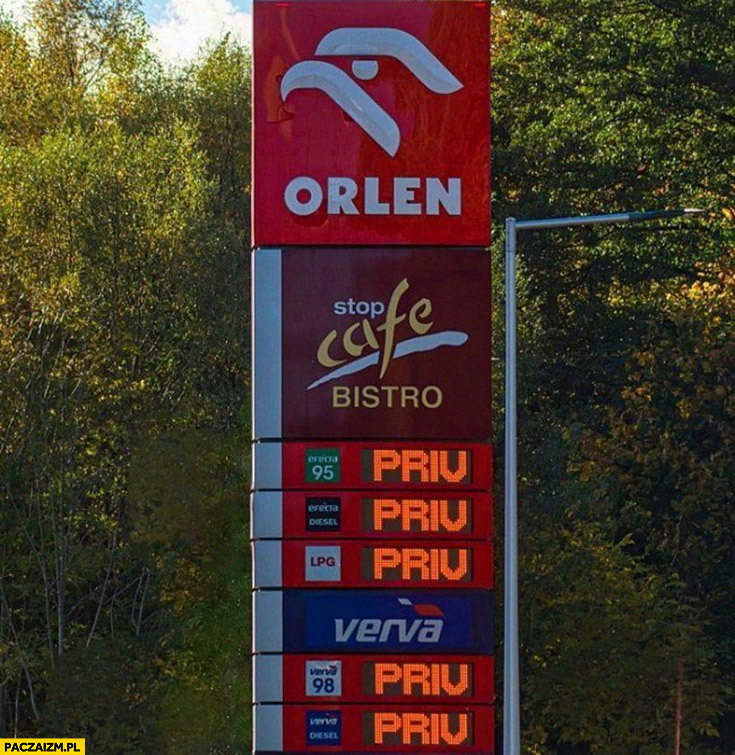 ORLEN
stop
cafe
BISTRO
efecta
95
PRIV
efecta
DIESEL
PRIV
LPG
PRIV
verva
verva
98
PRIV
verva
DIESEL
PRIV
PACZAIZM.PL